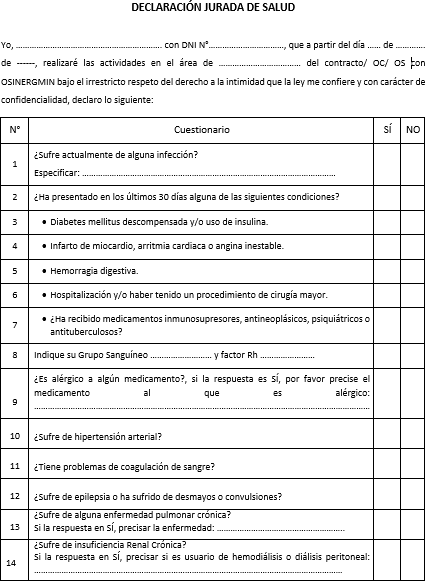 DECLARACIÓN JURADA DE SALUD
Yo, ………………………………………………… con DNI N°…………………………, que a partir del día …… de …………
de ------, realizaré las actividades en el área de …………………………… del contracto/ OC/ OS con
OSINERGMIN bajo el irrestricto respeto del derecho a la intimidad que la ley me confiere y con carácter de
confidencialidad, declaro lo siguiente:
N° Cuestionario SÍ NO
1 ¿Sufre actualmente de alguna infección?
Especificar: ……………………………………………………………………………………
2 ¿Ha presentado en los últimos 30 días alguna de las siguientes condiciones?
3 • Diabetes mellitus descompensada y/o uso de insulina.
4 • Infarto de miocardio, arritmia cardiaca o angina inestable.
5 • Hemorragia digestiva.
6 • Hospitalización y/o haber tenido un procedimiento de cirugía mayor.
7 • ¿Ha recibido medicamentos inmunosupresores, antineoplásicos, psiquiátricos o
antituberculosos?
8 Indique su Grupo Sanguíneo …………………… y factor Rh …………………
9 ¿Es alérgico a algún medicamento?, si la respuesta es SÍ, por favor precise el
medicamento al que es alérgico:
……………………………………………………………………………………………………………………
10 ¿Sufre de hipertensión arterial?
11 ¿Tiene problemas de coagulación de sangre?
12 ¿Sufre de epilepsia o ha sufrido de desmayos o convulsiones?
13 ¿Sufre de alguna enfermedad pulmonar crónica?
Si la respuesta en SÍ, precisar la enfermedad: …………………………………………
14 ¿Sufre de insuficiencia Renal Crónica?
Si la respuesta en SÍ, precisar si es usuario de hemodiálisis o diálisis peritoneal:
…………………………………………………………………………………………………………